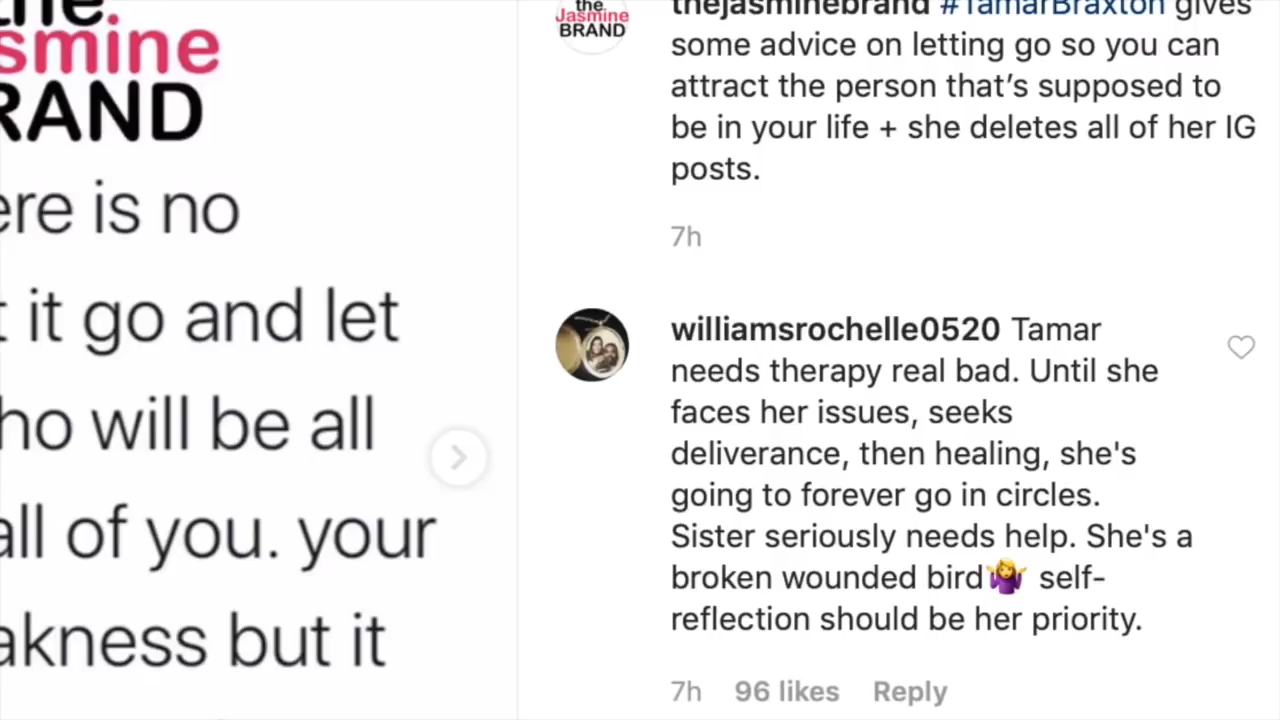 the.
smine
RAND
ere is no
t it go and let
ho will be all
all of you. your
akness but it
the.
Jasmine
BRAND
thejasminebrand #TamarBraxton gives
some advice on letting go so you can
attract the person that’s supposed to
be in your life + she deletes all of her IG
posts.
7h
williamsrochelle0520 Tamar
needs therapy real bad. Until she
faces her issues, seeks
deliverance, then healing, she's
going to forever go in circles.
Sister seriously needs help. She's a
broken wounded bird🤷‍♀️ self-
reflection should be her priority.
7h 96 likes Reply